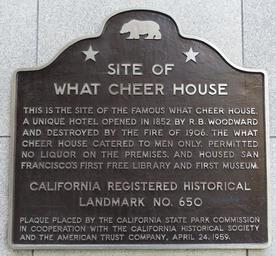 SITE OF
WHAT CHEER HOUSE
THIS IS THE SITE OF THE FAMOUS WHAT CHEER HOUSE,
A UNIQUE HOTEL OPENED IN 1852 BY R.B. WOODWARD
AND DESTROYED BY THE FIRE OF 1906. THE WHAT
CHEER HOUSE CATERED TO MEN ONLY, PERMITTED
NO LIQUOR ON THE PREMISES, AND HOUSED SAN
FRANCISCO'S FIRST FREE LIBRARY AND FIRST MUSEUM.
CALIFORNIA REGISTERED HISTORICAL
LANDMARK NO. 650
PLAQUE PLACED BY THE CALIFORNIA STATE PARK COMMISSION
IN COOPERATION WITH THE CALIFORNIA HISTORICAL SOCIETY
AND THE AMERICAN TRUST COMPANY, APRIL 24, 1959.